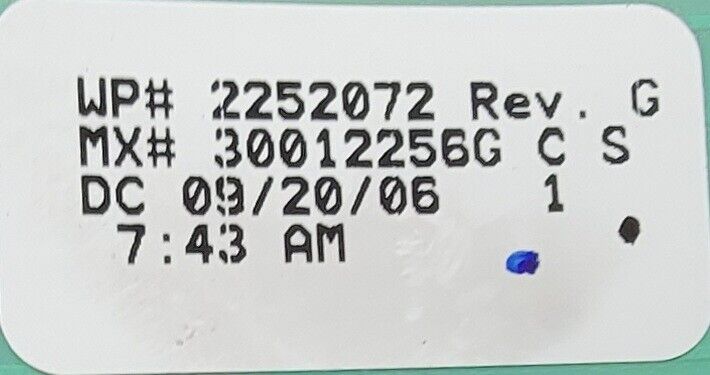 WP# 2252072 Rev. G
MX# 30012256G C S
DC 09/20/06 1
7:43 AM